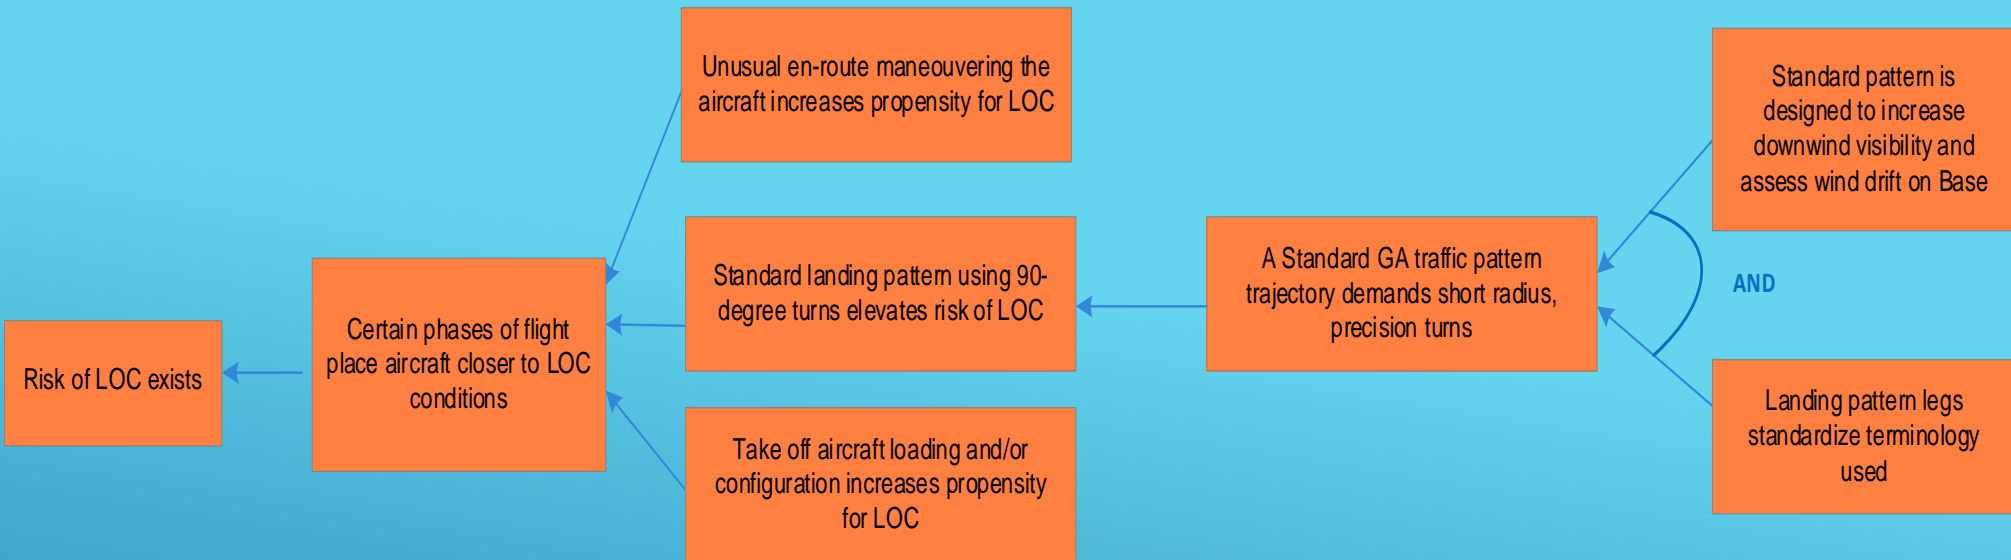 Risk of LOC exists
Certain phases of flight
place aircraft closer to LOC
conditions
Unusual en-route maneouvering the
aircraft increases propensity for LOC
Standard landing pattern using 90-
degree turns elevates risk of LOC
Take off aircraft loading and/or
configuration increases propensity
for LOC
A Standard GA traffic pattern
trajectory demands short radius,
precision turns
Standard pattern is
designed to increase
downwind visibility and
assess wind drift on Base
AND
Landing pattern legs
standardize terminology
used